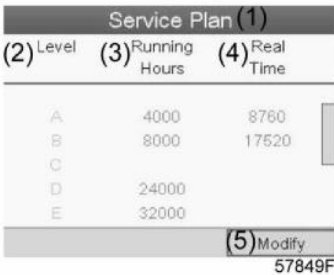 Service Plan (1)
(2) Level (3) Running Hours (4) Real Time
A 4000 8760
B 8000 17520
C
D 24000
E 32000
(5) Modify
57849F